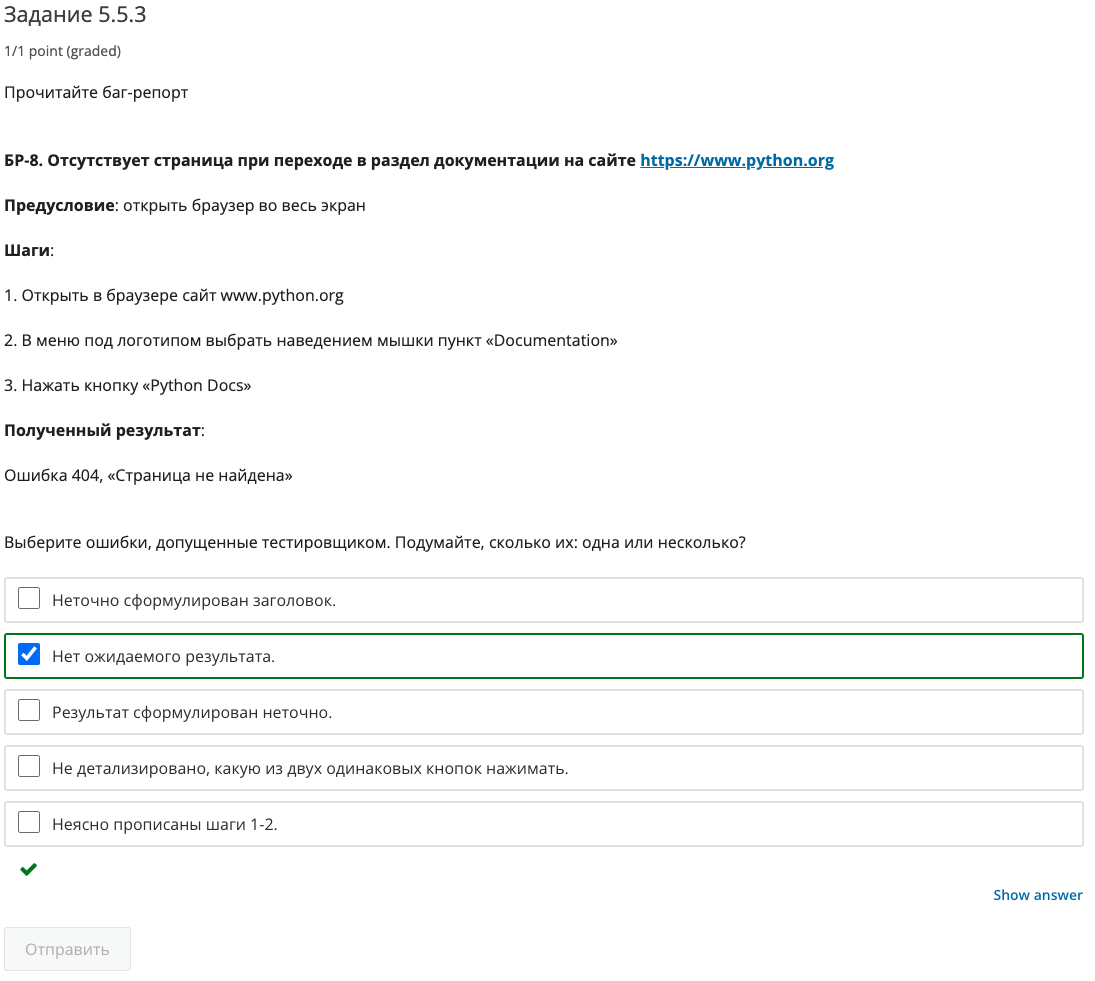 Задание 5.5.3
1/1 point (graded)
Прочитайте баг-репорт
БР-8. Отсутствует страница при переходе в раздел документации на сайте https://www.python.org
Предусловие: открыть браузер во весь экран
Шаги:
1. Открыть в браузере сайт www.python.org
2. В меню под логотипом выбрать наведением мышки пункт «Documentation»
3. Нажать кнопку «Python Docs»
Полученный результат:
Ошибка 404, «Страница не найдена»
Выберите ошибки, допущенные тестировщиком. Подумайте, сколько их: одна или несколько?
Неточно сформулирован заголовок.
Нет ожидаемого результата.
Результат сформулирован неточно.
Не детализировано, какую из двух одинаковых кнопок нажимать.
Неясно прописаны шаги 1-2.
Show answer
Отправить